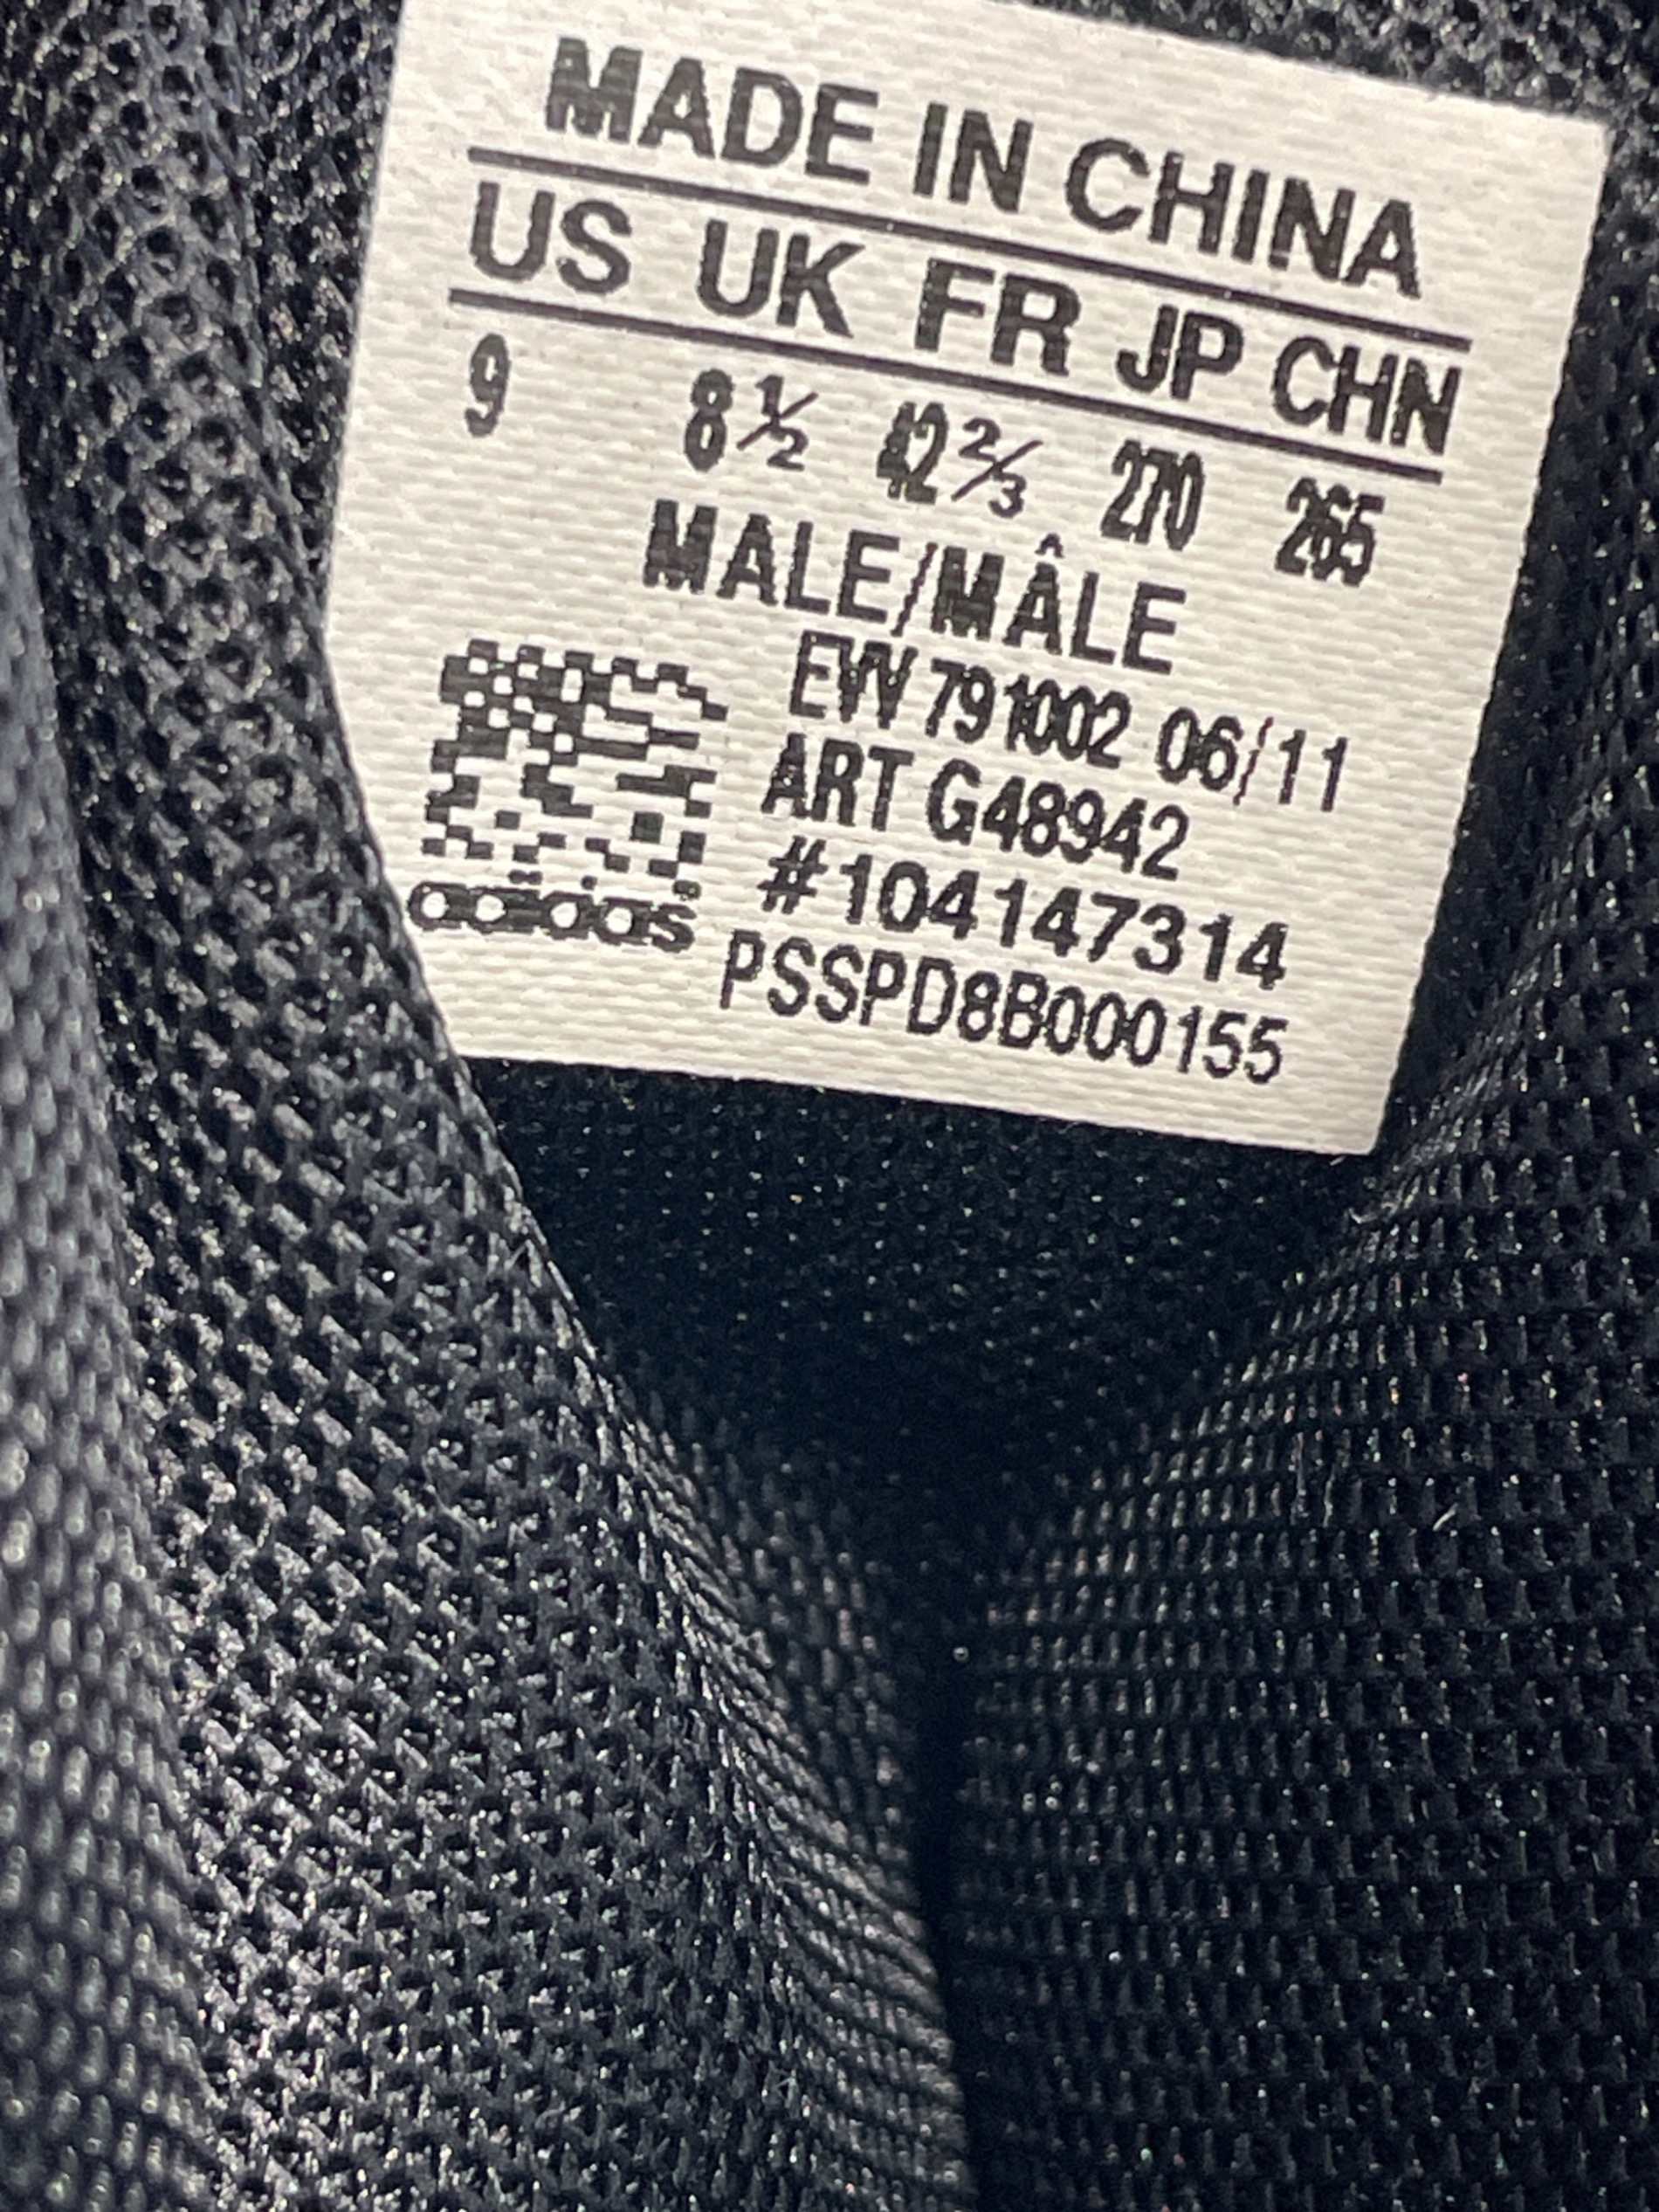 MADE IN CHINA
US UK FR JP CHN
9 8½ 42⅔ 270 265
MALE/MÂLE
EVV 791002 06/11
ART G48942
#104147314
adidas PSSPD8B000155